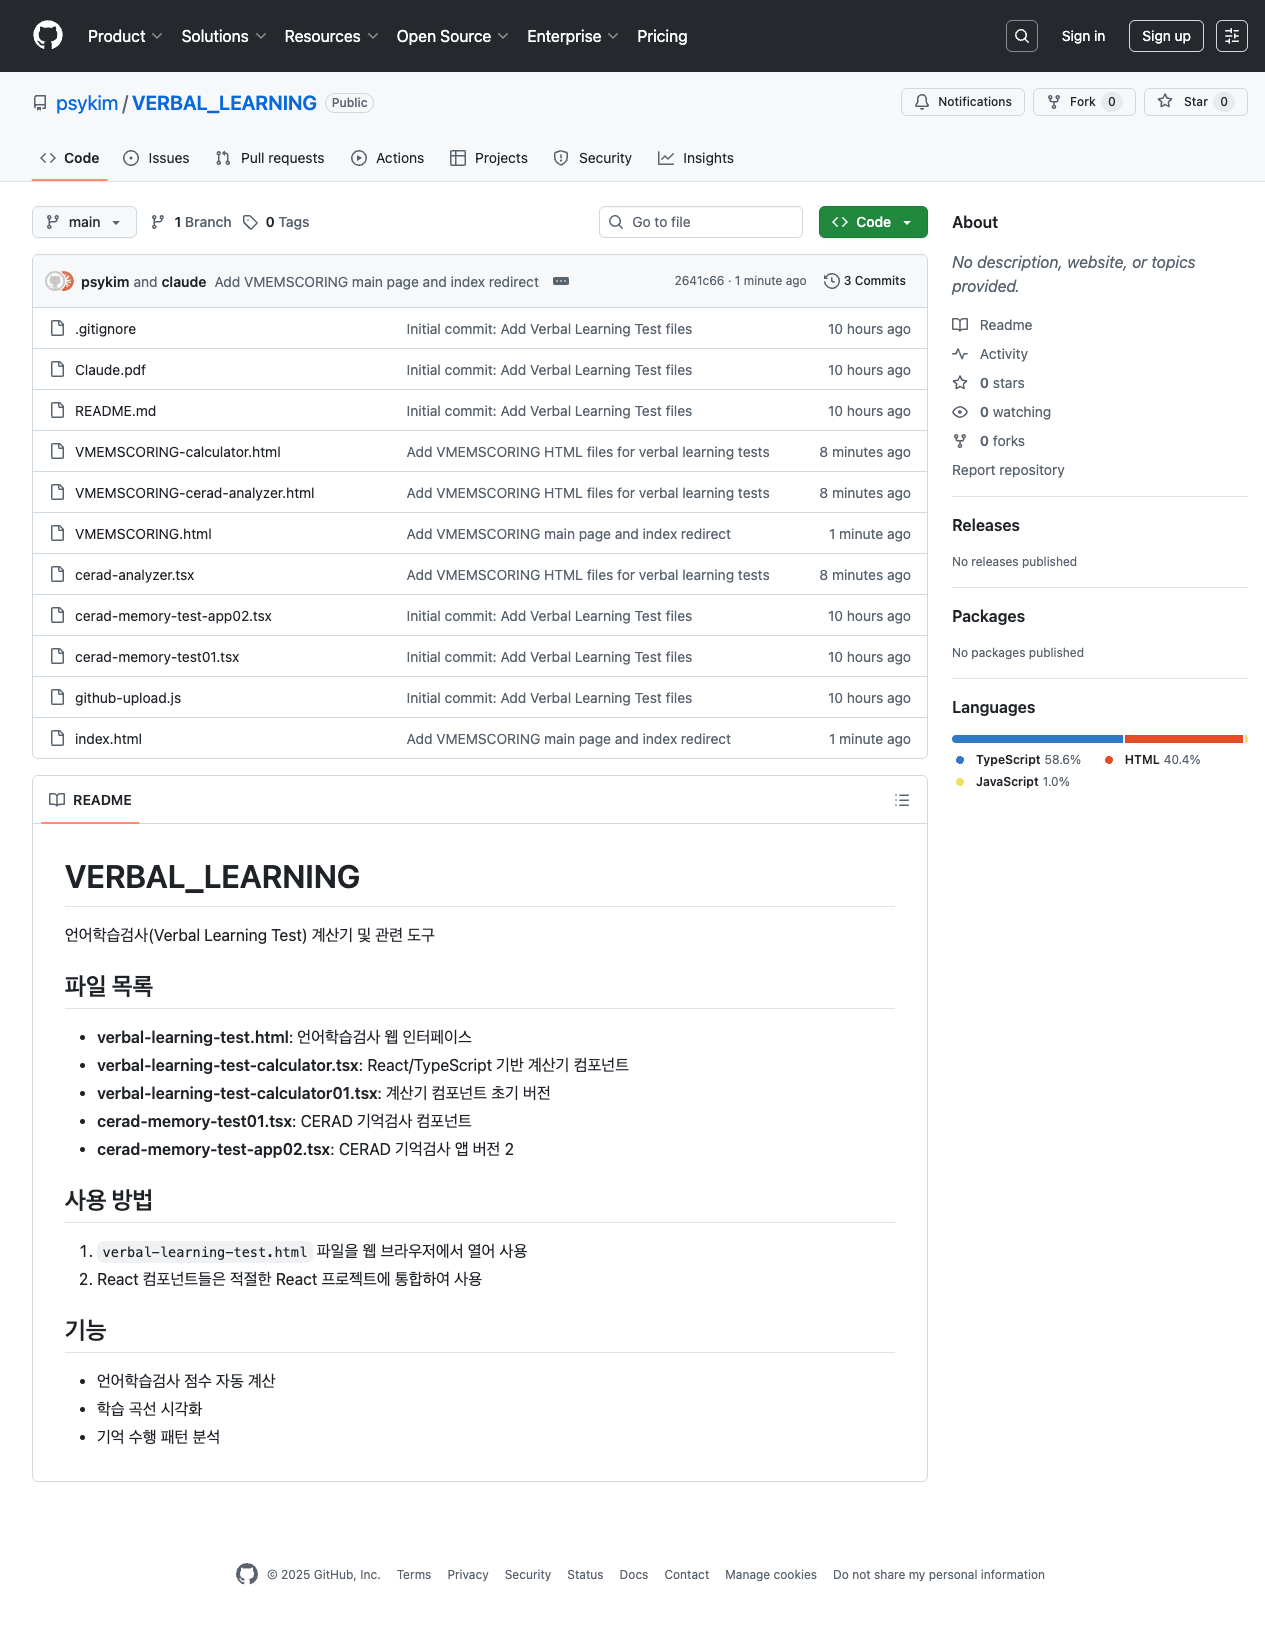 Product Solutions Resources Open Source Enterprise Pricing Sign in Sign up
psykim / VERBAL_LEARNING Public Notifications Fork 0 Star 0
Code Issues Pull requests Actions Projects Security Insights
main 1 Branch 0 Tags Go to file Code
psykim and claude Add VMEMSCORING main page and index redirect 2641c66 · 1 minute ago 3 Commits
.gitignore Initial commit: Add Verbal Learning Test files 10 hours ago
Claude.pdf Initial commit: Add Verbal Learning Test files 10 hours ago
README.md Initial commit: Add Verbal Learning Test files 10 hours ago
VMEMSCORING-calculator.html Add VMEMSCORING HTML files for verbal learning tests 8 minutes ago
VMEMSCORING-cerad-analyzer.html Add VMEMSCORING HTML files for verbal learning tests 8 minutes ago
VMEMSCORING.html Add VMEMSCORING main page and index redirect 1 minute ago
cerad-analyzer.tsx Add VMEMSCORING HTML files for verbal learning tests 8 minutes ago
cerad-memory-test-app02.tsx Initial commit: Add Verbal Learning Test files 10 hours ago
cerad-memory-test01.tsx Initial commit: Add Verbal Learning Test files 10 hours ago
github-upload.js Initial commit: Add Verbal Learning Test files 10 hours ago
index.html Add VMEMSCORING main page and index redirect 1 minute ago
README
VERBAL_LEARNING
언어학습검사(Verbal Learning Test) 계산기 및 관련 도구
파일 목록
• verbal-learning-test.html: 언어학습검사 웹 인터페이스
• verbal-learning-test-calculator.tsx: React/TypeScript 기반 계산기 컴포넌트
• verbal-learning-test-calculator01.tsx: 계산기 컴포넌트 초기 버전
• cerad-memory-test01.tsx: CERAD 기억검사 컴포넌트
• cerad-memory-test-app02.tsx: CERAD 기억검사 앱 버전 2
사용 방법
1. verbal-learning-test.html 파일을 웹 브라우저에서 열어 사용
2. React 컴포넌트들은 적절한 React 프로젝트에 통합하여 사용
기능
• 언어학습검사 점수 자동 계산
• 학습 곡선 시각화
• 기억 수행 패턴 분석
About
No description, website, or topics
provided.
Readme
Activity
0 stars
0 watching
0 forks
Report repository
Releases
No releases published
Packages
No packages published
Languages
TypeScript 58.6% HTML 40.4%
JavaScript 1.0%
© 2025 GitHub, Inc. Terms Privacy Security Status Docs Contact Manage cookies Do not share my personal information